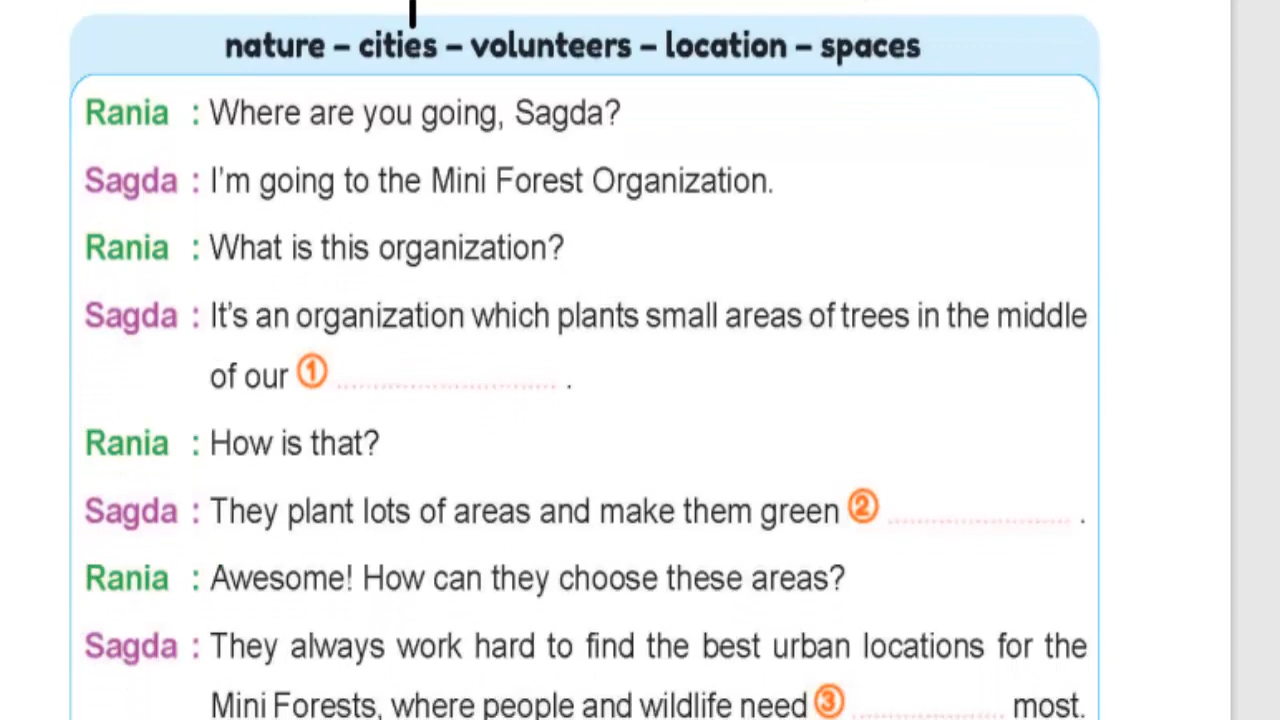 nature – cities – volunteers – location – spaces
Rania : Where are you going, Sagda?
Sagda : I'm going to the Mini Forest Organization.
Rania : What is this organization?
Sagda : It's an organization which plants small areas of trees in the middle
of our ① .................... .
Rania : How is that?
Sagda : They plant lots of areas and make them green ② .................... .
Rania : Awesome! How can they choose these areas?
Sagda : They always work hard to find the best urban locations for the
Mini Forests, where people and wildlife need ③ .................... most.